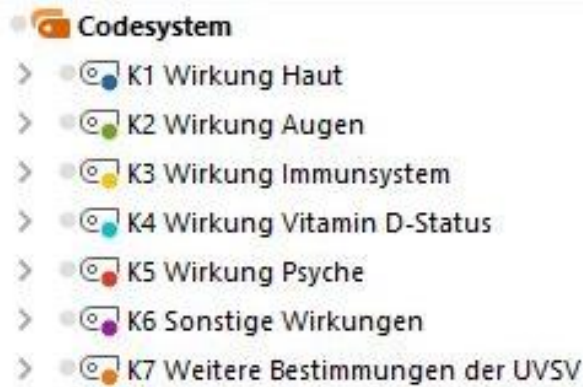 Codesystem
K1 Wirkung Haut
K2 Wirkung Augen
K3 Wirkung Immunsystem
K4 Wirkung Vitamin D-Status
K5 Wirkung Psyche
K6 Sonstige Wirkungen
K7 Weitere Bestimmungen der UVSV